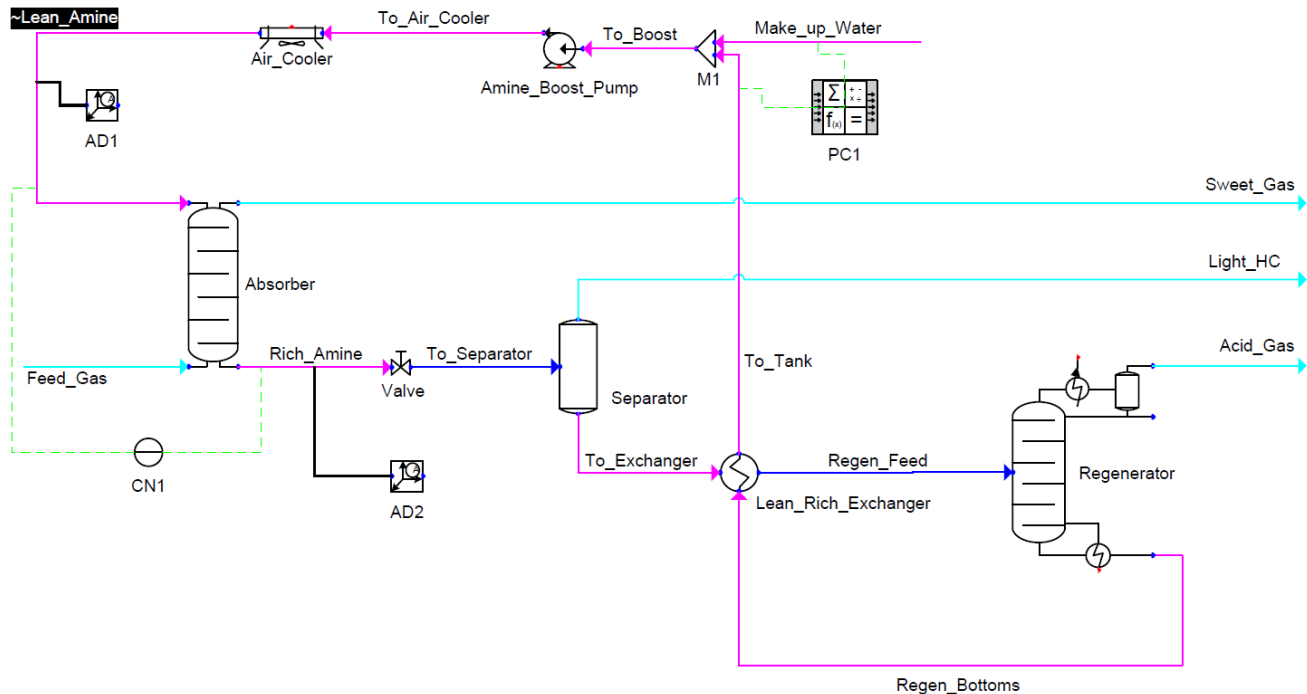 ~Lean_Amine
To_Air_Cooler
Make_up_Water
To_Boost
Air_Cooler
M1
Amine_Boost_Pump
A
AD1
Σ
+ -
× ÷
f(x)
=
PC1
Sweet_Gas
Light_HC
Absorber
Rich_Amine
To_Separator
To_Tank
Acid_Gas
Feed_Gas
Valve
Separator
To_Exchanger
Regen_Feed
Regenerator
A
CN1
AD2
Lean_Rich_Exchanger
Regen_Bottoms